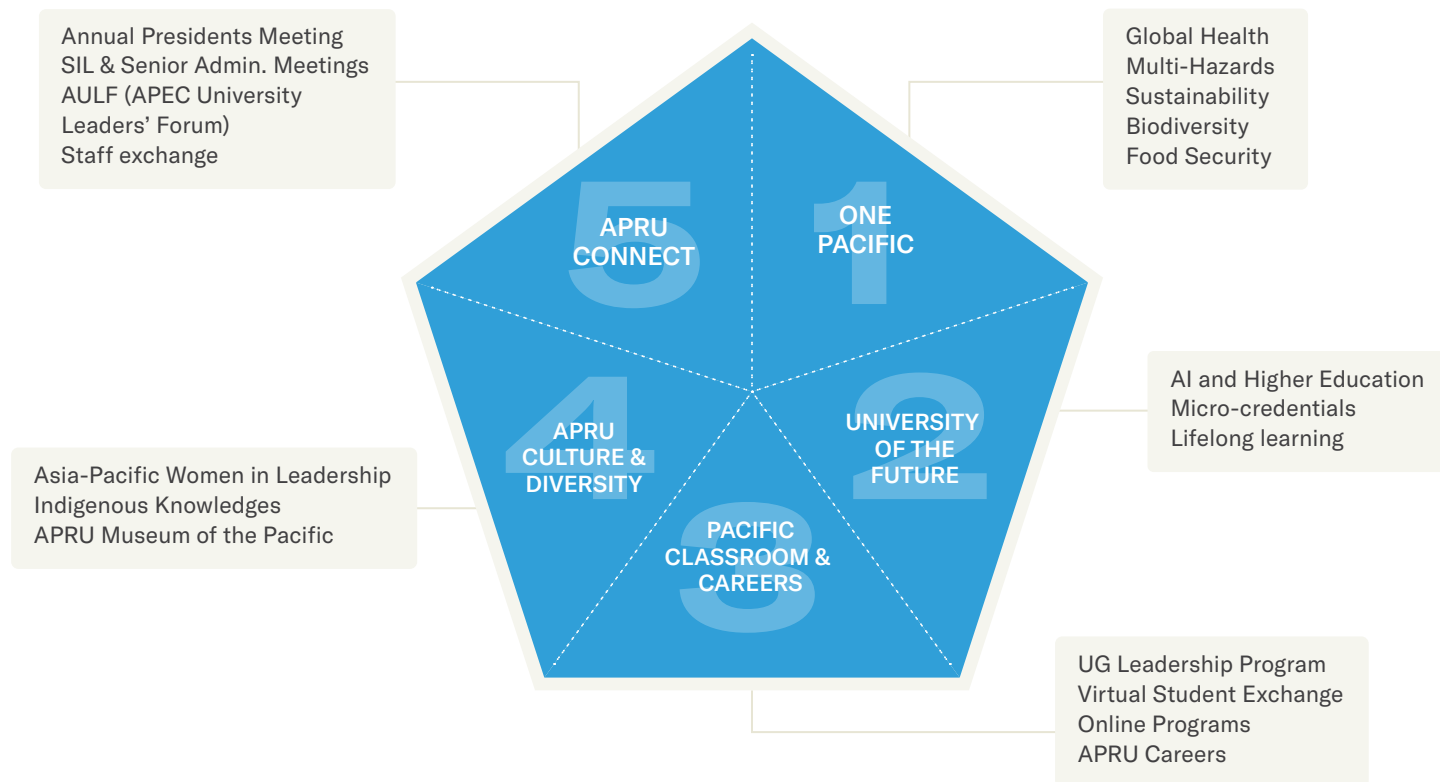 Annual Presidents Meeting
SIL & Senior Admin. Meetings
AULF (APEC University
Leaders’ Forum)
Staff exchange
Global Health
Multi-Hazards
Sustainability
Biodiversity
Food Security
5
APRU
CONNECT
1
ONE
PACIFIC
AI and Higher Education
Micro-credentials
Lifelong learning
4
APRU
CULTURE &
DIVERSITY
2
UNIVERSITY
OF THE
FUTURE
Asia-Pacific Women in Leadership
Indigenous Knowledges
APRU Museum of the Pacific
3
PACIFIC
CLASSROOM &
CAREERS
UG Leadership Program
Virtual Student Exchange
Online Programs
APRU Careers